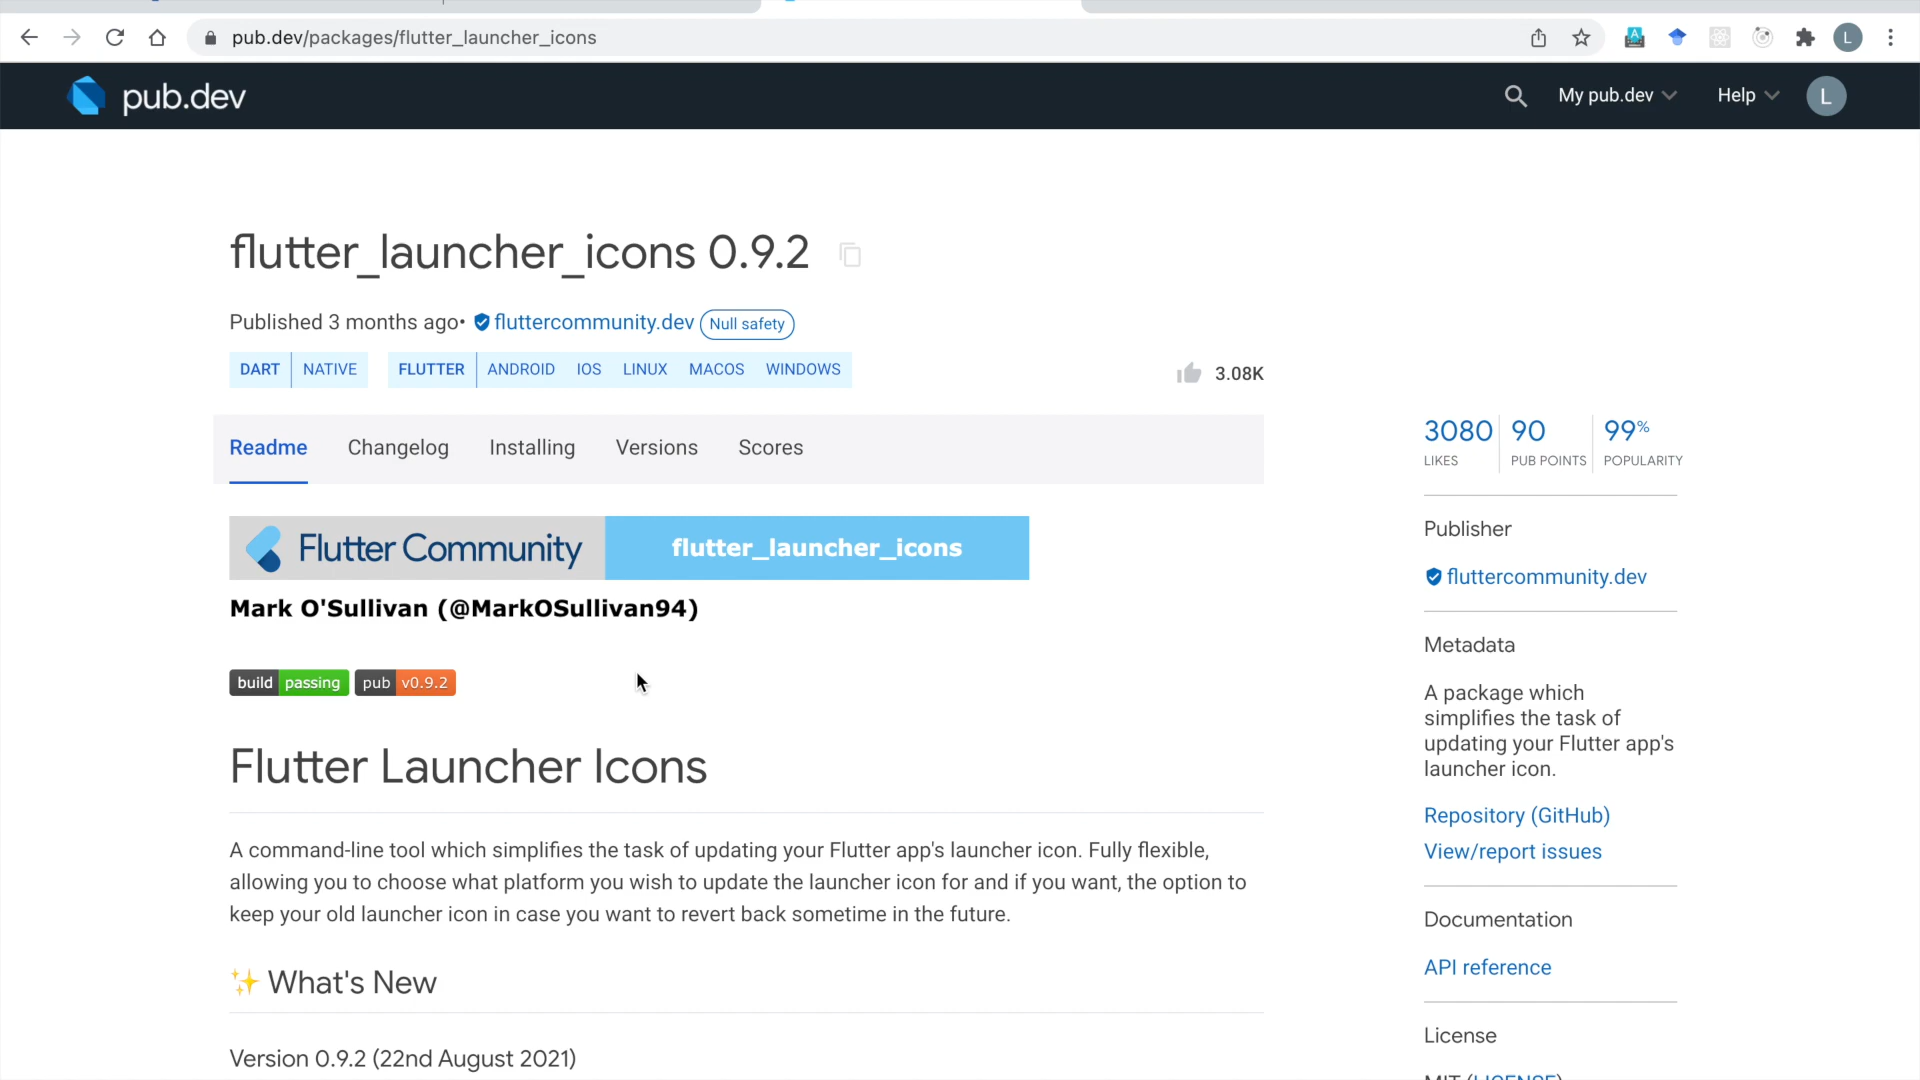 pub.dev/packages/flutter_launcher_icons
L
pub.dev
My pub.dev
Help
L
flutter_launcher_icons 0.9.2
Published 3 months ago• fluttercommunity.dev Null safety
DART NATIVE FLUTTER ANDROID IOS LINUX MACOS WINDOWS
3.08K
Readme Changelog Installing Versions Scores
Flutter Community flutter_launcher_icons
Mark O'Sullivan (@MarkOSullivan94)
build passing pub v0.9.2
Flutter Launcher Icons
A command-line tool which simplifies the task of updating your Flutter app's launcher icon. Fully flexible,
allowing you to choose what platform you wish to update the launcher icon for and if you want, the option to
keep your old launcher icon in case you want to revert back sometime in the future.
✨ What's New
Version 0.9.2 (22nd August 2021)
3080 90 99%
LIKES PUB POINTS POPULARITY
Publisher
fluttercommunity.dev
Metadata
A package which
simplifies the task of
updating your Flutter app's
launcher icon.
Repository (GitHub)
View/report issues
Documentation
API reference
License
MIT (LICENSE)